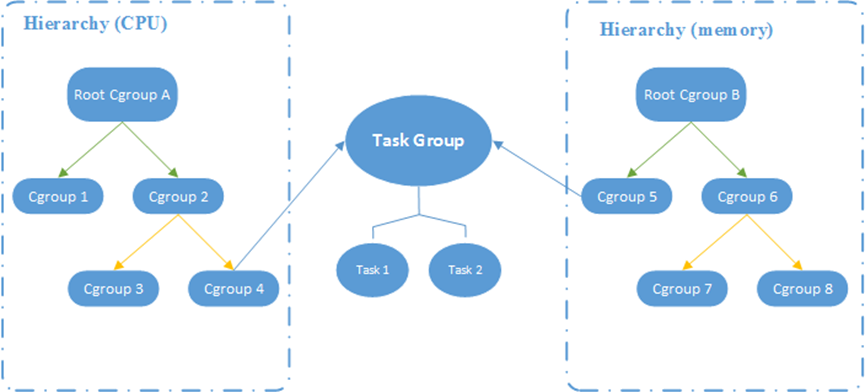 Hierarchy (CPU)
Root Cgroup A
Cgroup 1
Cgroup 2
Cgroup 3
Cgroup 4
Task Group
Task 1
Task 2
Hierarchy (memory)
Root Cgroup B
Cgroup 5
Cgroup 6
Cgroup 7
Cgroup 8